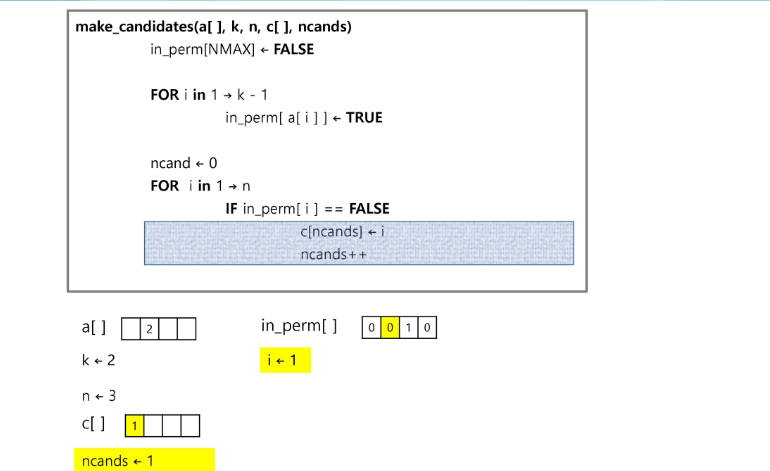 make_candidates(a[ ], k, n, c[ ], ncands)
in_perm[NMAX] ← FALSE
FOR i in 1 → k - 1
in_perm[ a[ i ] ] ← TRUE
ncand ← 0
FOR i in 1 → n
IF in_perm[ i ] == FALSE
c[ncands] ← i
ncands++
a[ ] 2 in_perm[ ] 0 0 1 0
k ← 2 i ← 1
n ← 3
c[ ] 1
ncands ← 1